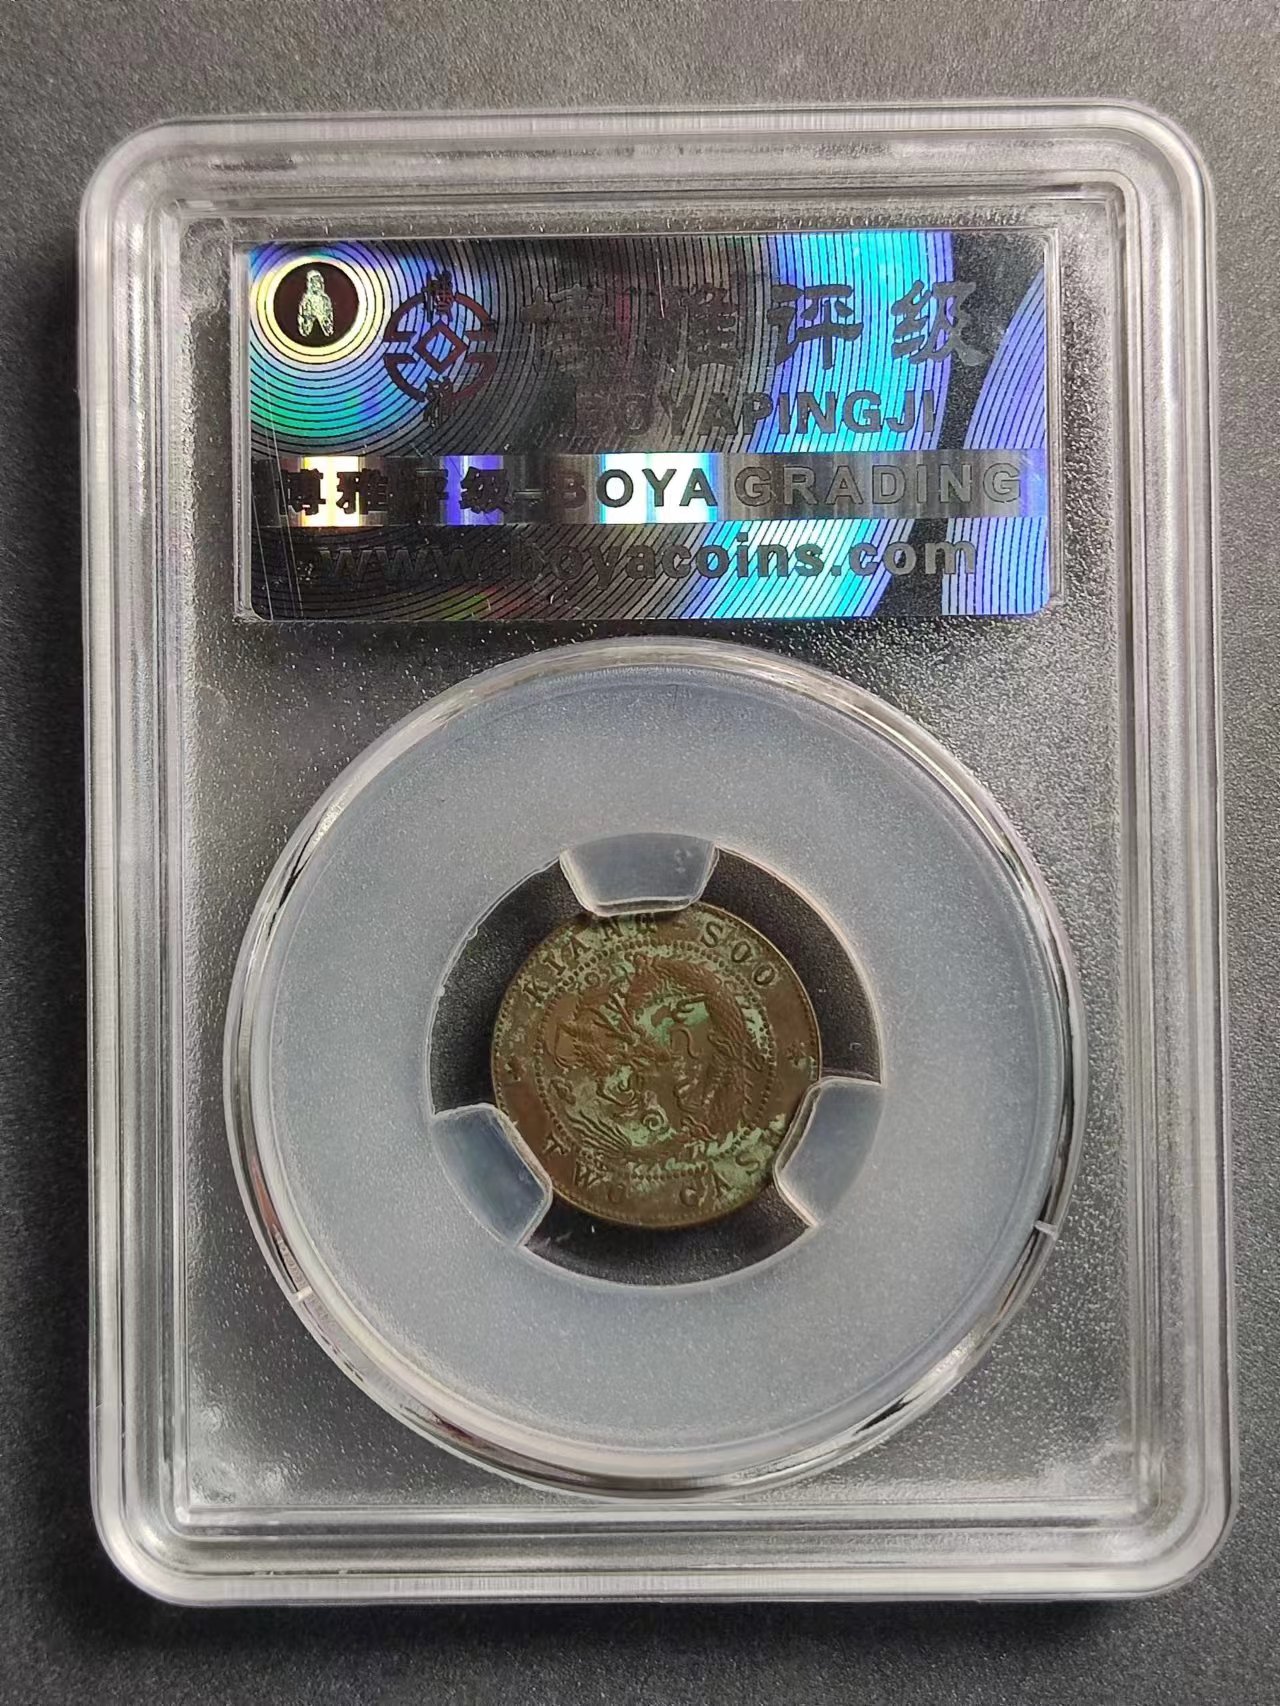 博雅评级
BOYAPINGJI
博雅评级-BOYA GRADING
www.boyacoins.com
KIANG-SOO
TWO CASH